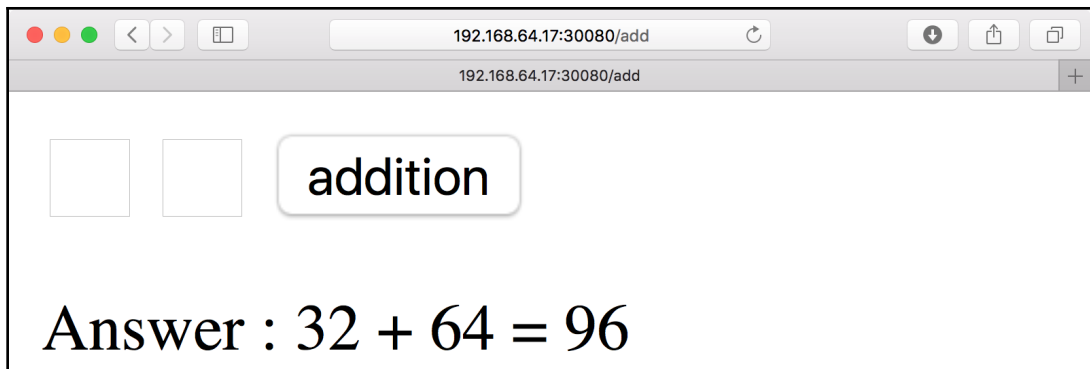 192.168.64.17:30080/add
192.168.64.17:30080/add
addition
Answer : 32 + 64 = 96